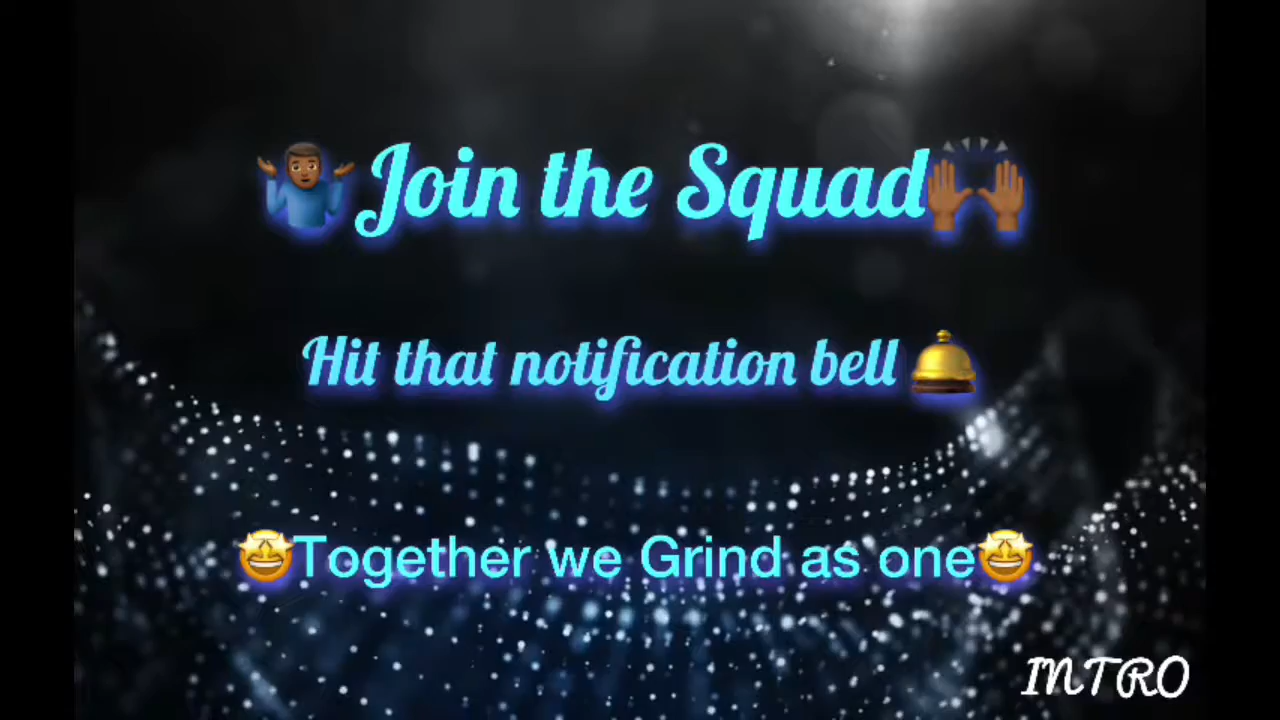 🤷🏾‍♂️Join the Squad🙌🏾
Hit that notification bell 🛎️
🤩Together we Grind as one🤩
INTRO